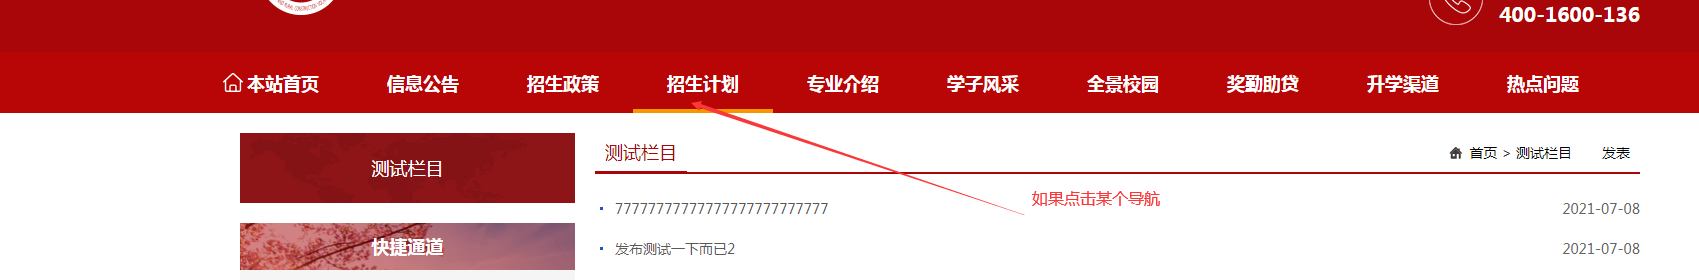 400-1600-136
本站首页 信息公告 招生政策 招生计划 专业介绍 学子风采 全景校园 奖勤助贷 升学渠道 热点问题
测试栏目
测试栏目
首页 > 测试栏目 发表
如果点击某个导航
77777777777777777777777777 2021-07-08
发布测试一下而已2 2021-07-08
快捷通道